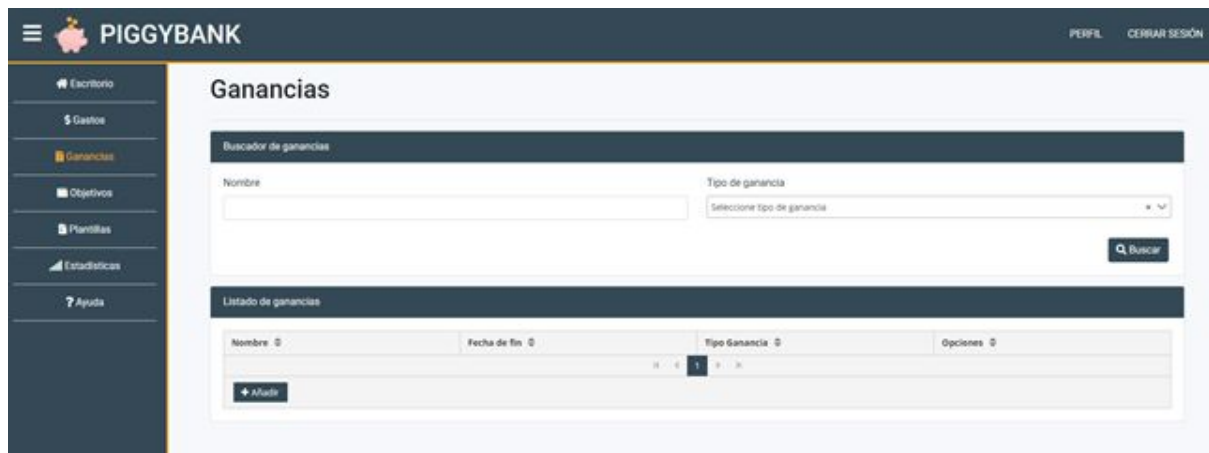 PIGGYBANK
PERFIL CERRAR SESIÓN
Escritorio
$ Gastos
Ganancias
Objetivos
Plantillas
Estadísticas
? Ayuda
Ganancias
Buscador de ganancias
Nombre Tipo de ganancia
Seleccione tipo de ganancia
Buscar
Listado de ganancias
Nombre Fecha de fin Tipo Ganancia Opciones
1
+ Añadir